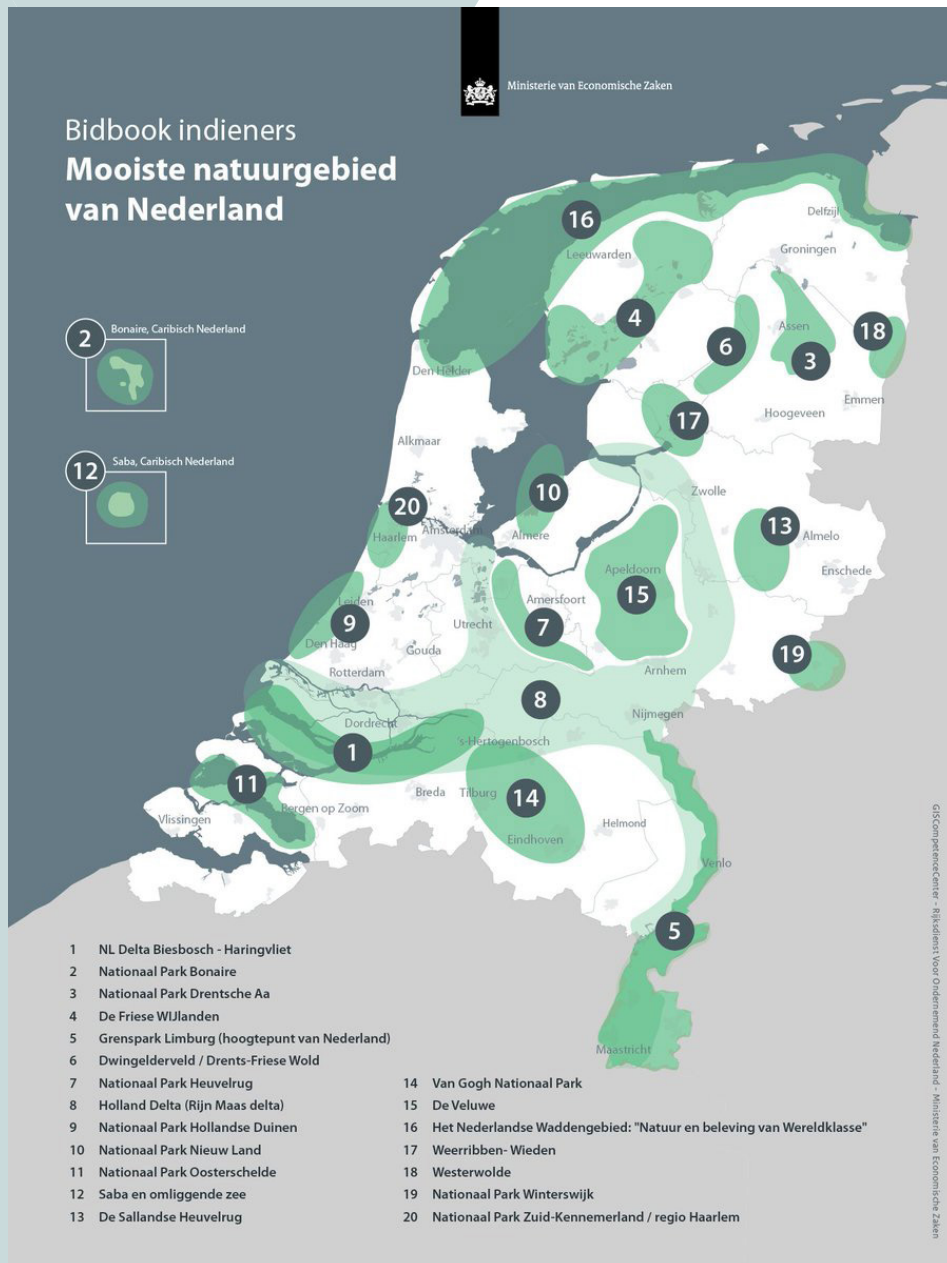 Ministerie van Economische Zaken
Bidbook indieners
Mooiste natuurgebied
van Nederland
16
Delfzijl
Groningen
Leeuwarden
4
2
Bonaire, Caribisch Nederland
6
Assen
3
18
Den Helder
Emmen
Hoogeveen
17
Alkmaar
12
Saba, Caribisch Nederland
Zwolle
10
20
Haarlem
Amsterdam
Almere
13
Almelo
Enschede
Apeldoorn
15
Leiden
Amersfoort
9
Den Haag
Utrecht
7
Gouda
19
Rotterdam
Arnhem
8
Nijmegen
Dordrecht
's-Hertogenbosch
1
11
Bergen op Zoom
Breda
Tilburg
14
Vlissingen
Helmond
Eindhoven
Venlo
5
Maastricht
1 NL Delta Biesbosch - Haringvliet
2 Nationaal Park Bonaire
3 Nationaal Park Drentsche Aa
4 De Friese WIJlanden
5 Grenspark Limburg (hoogtepunt van Nederland)
6 Dwingelderveld / Drents-Friese Wold
7 Nationaal Park Heuvelrug
8 Holland Delta (Rijn Maas delta)
9 Nationaal Park Hollandse Duinen
10 Nationaal Park Nieuw Land
11 Nationaal Park Oosterschelde
12 Saba en omliggende zee
13 De Sallandse Heuvelrug
14 Van Gogh Nationaal Park
15 De Veluwe
16 Het Nederlandse Waddengebied: "Natuur en beleving van Wereldklasse"
17 Weerribben- Wieden
18 Westerwolde
19 Nationaal Park Winterswijk
20 Nationaal Park Zuid-Kennemerland / regio Haarlem
GISCompetenceCenter - Rijksdienst Voor Ondernemend Nederland - Ministerie van Economische Zaken